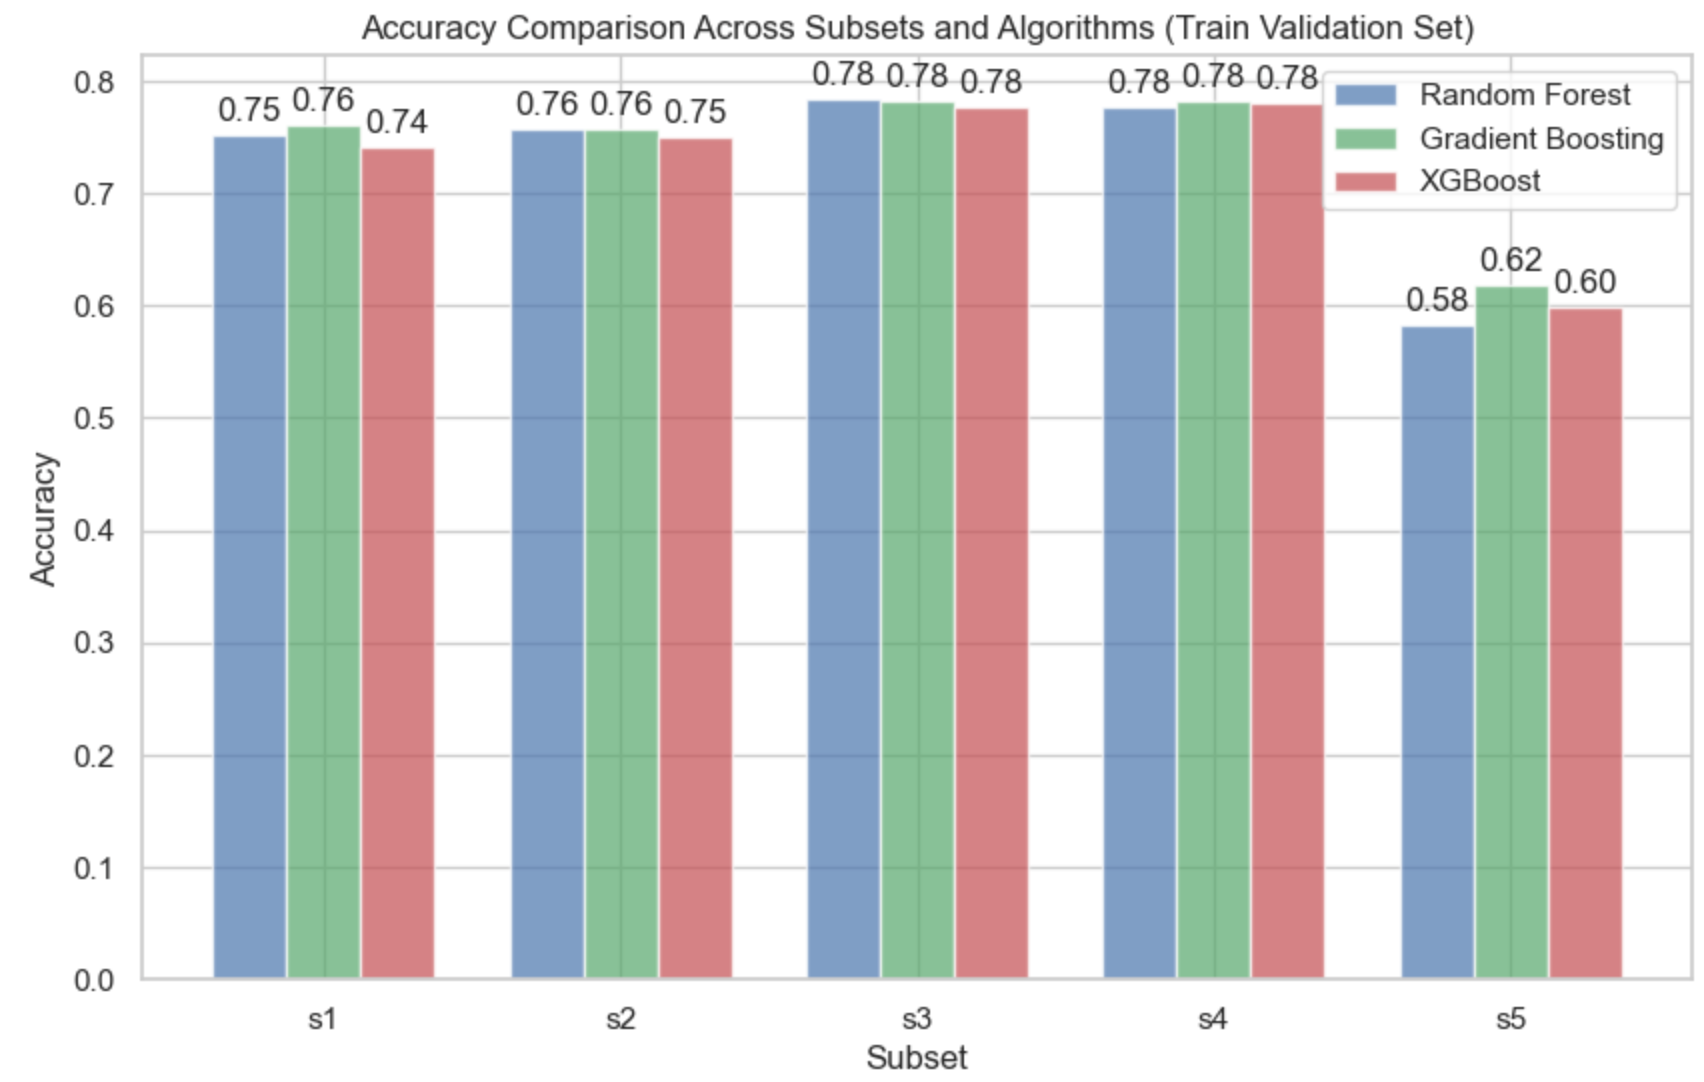 Accuracy Comparison Across Subsets and Algorithms (Train Validation Set)
0.75 0.76 0.74 0.76 0.76 0.75 0.78 0.78 0.78 0.78 0.78 0.78
0.58 0.62 0.60
Random Forest
Gradient Boosting
XGBoost
Accuracy
0.8
0.7
0.6
0.5
0.4
0.3
0.2
0.1
0.0
s1 s2 s3 s4 s5
Subset